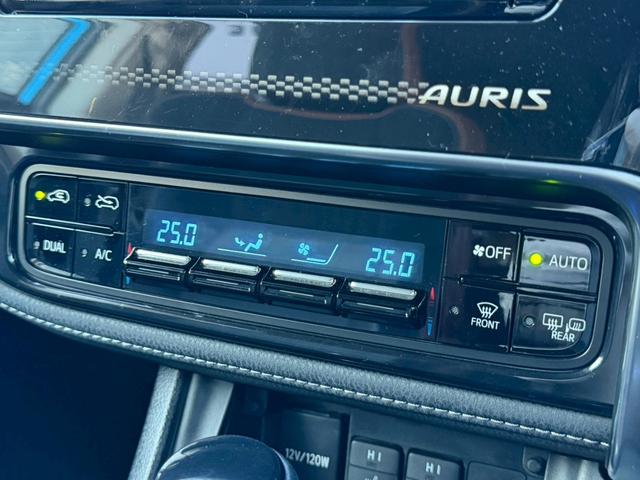 AURIS
25.0
25.0
OFF
AUTO
DUAL
A/C
FRONT
REAR
12V/120W
HI
HI